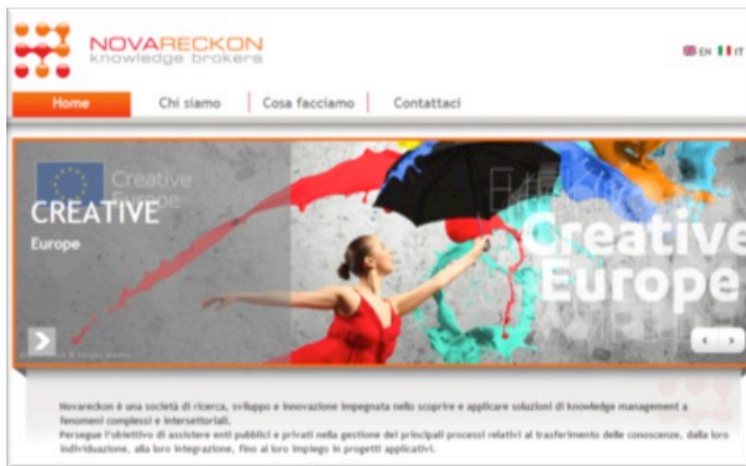 NOVARECKON
knowledge brokers
EN IT
Home Chi siamo Cosa facciamo Contattaci
Creative
Europe
CREATIVE
Europe
Creative
Europe
Novareckon è una società di ricerca, sviluppo e innovazione impegnata nello scoprire e applicare soluzioni di knowledge management a
fenomeni complessi e intersettoriali.
Persegue l'obiettivo di assistere enti pubblici e privati nella gestione dei principali processi relativi al trasferimento delle conoscenze, dalla loro
individuazione, alla loro integrazione, fino al loro impiego in progetti applicativi.